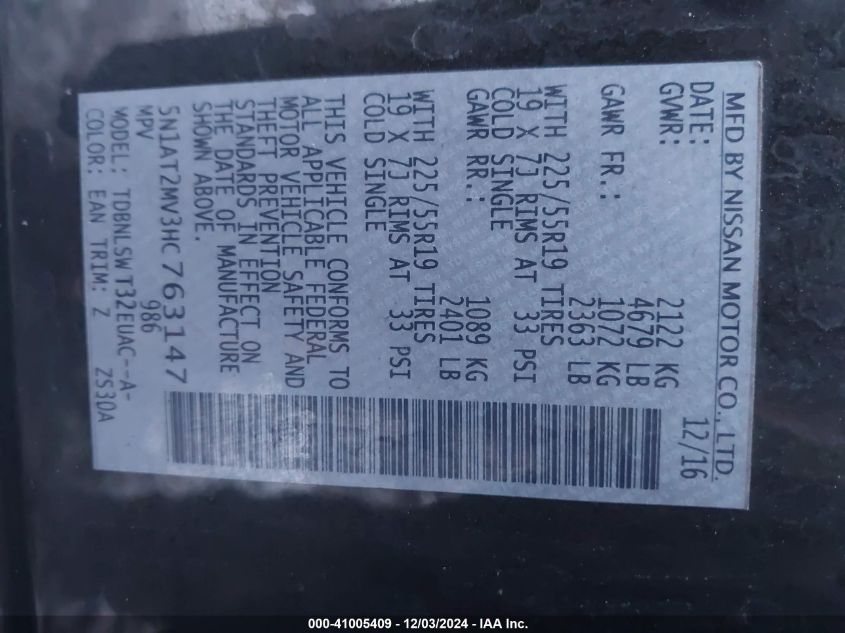 MFD BY NISSAN MOTOR CO., LTD.
DATE: 12/16
GVWR: 2122 KG
4679 LB
GAWR FR.: 1072 KG
2363 LB
WITH 225/55R19 TIRES
19 X 7J RIMS AT 33 PSI
COLD SINGLE
GAWR RR.: 1089 KG
2401 LB
WITH 225/55R19 TIRES
19 X 7J RIMS AT 33 PSI
COLD SINGLE
THIS VEHICLE CONFORMS TO
ALL APPLICABLE FEDERAL
MOTOR VEHICLE SAFETY AND
THEFT PREVENTION
STANDARDS IN EFFECT ON
THE DATE OF MANUFACTURE
SHOWN ABOVE.
5N1AT2MV3HC763147
MPV 986
MODEL: TDBNLSWT32EUAC--A-
COLOR: EAN TRIM: Z ZS30A
000-41005409 - 12/03/2024 - IAA Inc.